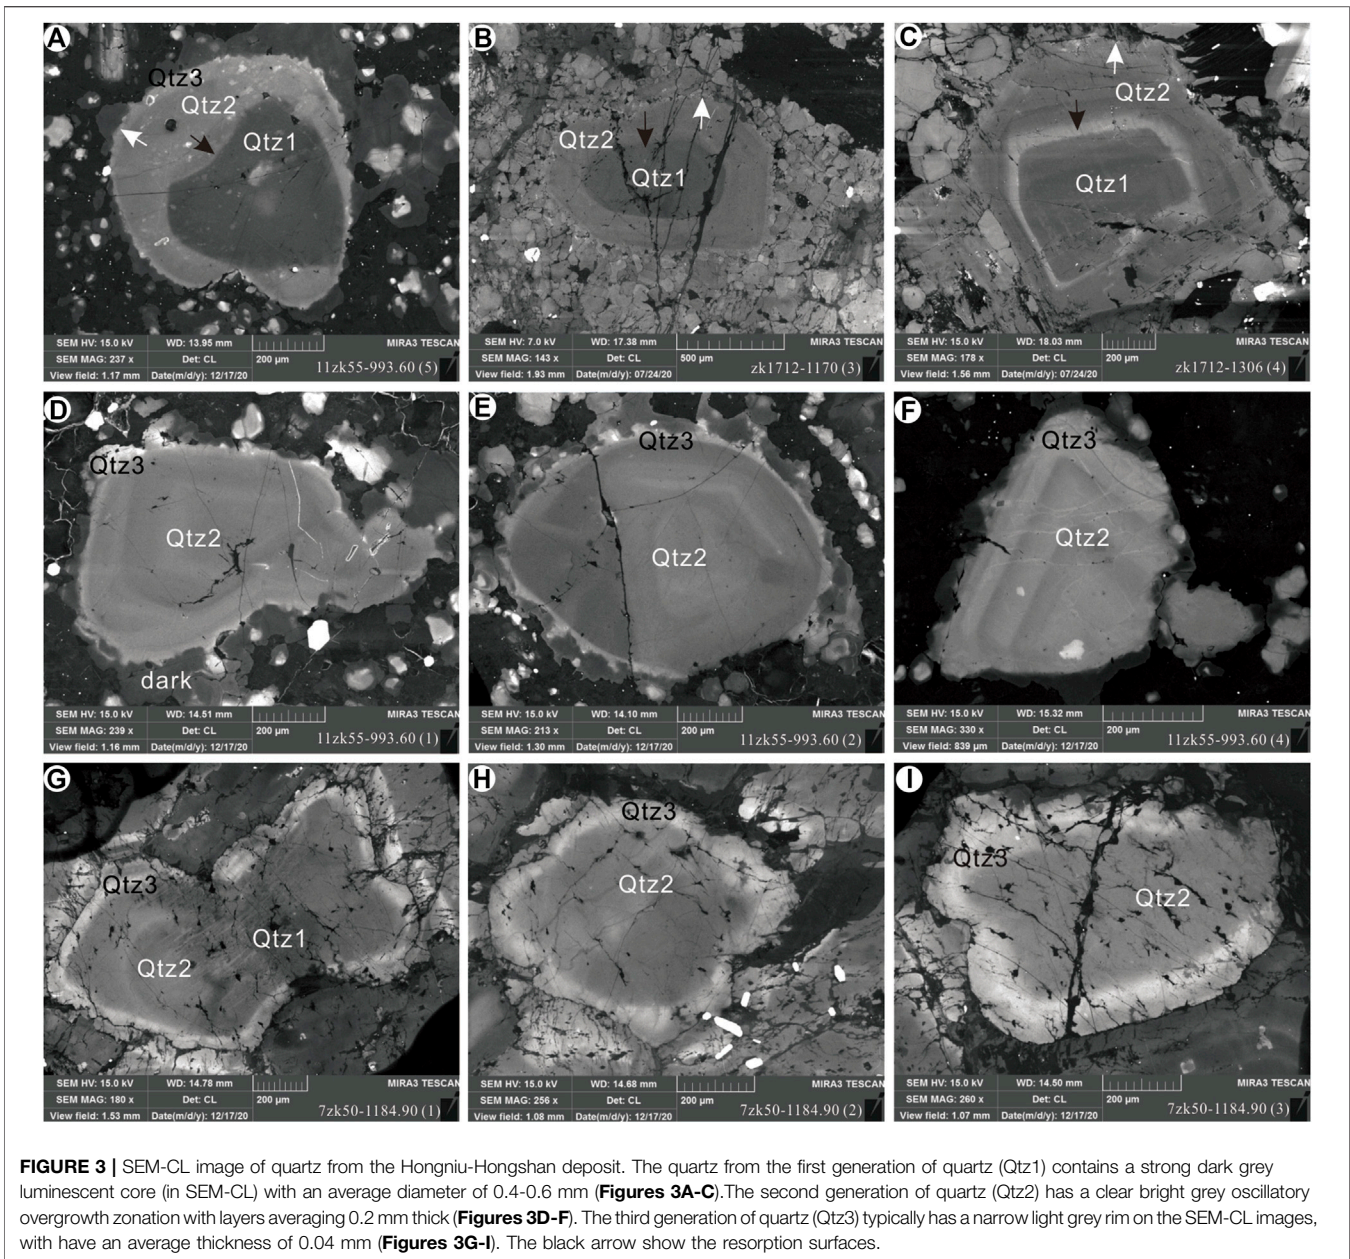 A
Qtz3
Qtz2
Qtz1
SEM HV: 15.0 kV WD: 13.95 mm MIRA3 TESCAN
SEM MAG: 237 x Det: CL 200 µm
View field: 1.17 mm Date(m/d/y): 12/17/20 11zk55-993.60 (5)
B
Qtz2
Qtz1
SEM HV: 7.0 kV WD: 17.38 mm MIRA3 TESCAN
SEM MAG: 143 x Det: CL 500 µm
View field: 1.93 mm Date(m/d/y): 07/24/20 zk1712-1170 (3)
C
Qtz2
Qtz1
SEM HV: 15.0 kV WD: 18.03 mm MIRA3 TESCAN
SEM MAG: 178 x Det: CL 200 µm
View field: 1.56 mm Date(m/d/y): 07/24/20 zk1712-1306 (4)
D
Qtz3
Qtz2
dark
SEM HV: 15.0 kV WD: 14.51 mm MIRA3 TESCAN
SEM MAG: 239 x Det: CL 200 µm
View field: 1.16 mm Date(m/d/y): 12/17/20 11zk55-993.60 (1)
E
Qtz3
Qtz2
SEM HV: 15.0 kV WD: 14.10 mm MIRA3 TESCAN
SEM MAG: 213 x Det: CL 200 µm
View field: 1.30 mm Date(m/d/y): 12/17/20 11zk55-993.60 (2)
F
Qtz3
Qtz2
SEM HV: 15.0 kV WD: 15.32 mm MIRA3 TESCAN
SEM MAG: 330 x Det: CL 200 µm
View field: 839 µm Date(m/d/y): 12/17/20 11zk55-993.60 (4)
G
Qtz3
Qtz1
Qtz2
SEM HV: 15.0 kV WD: 14.78 mm MIRA3 TESCAN
SEM MAG: 180 x Det: CL 200 µm
View field: 1.53 mm Date(m/d/y): 12/17/20 7zk50-1184.90 (1)
H
Qtz3
Qtz2
SEM HV: 15.0 kV WD: 14.68 mm MIRA3 TESCAN
SEM MAG: 256 x Det: CL 200 µm
View field: 1.08 mm Date(m/d/y): 12/17/20 7zk50-1184.90 (2)
I
Qtz3
Qtz2
SEM HV: 15.0 kV WD: 14.50 mm MIRA3 TESCAN
SEM MAG: 260 x Det: CL 200 µm
View field: 1.07 mm Date(m/d/y): 12/17/20 7zk50-1184.90 (3)
FIGURE 3 | SEM-CL image of quartz from the Hongniu-Hongshan deposit. The quartz from the first generation of quartz (Qtz1) contains a strong dark grey
luminescent core (in SEM-CL) with an average diameter of 0.4-0.6 mm (Figures 3A-C).The second generation of quartz (Qtz2) has a clear bright grey oscillatory
overgrowth zonation with layers averaging 0.2 mm thick (Figures 3D-F). The third generation of quartz (Qtz3) typically has a narrow light grey rim on the SEM-CL images,
with have an average thickness of 0.04 mm (Figures 3G-I). The black arrow show the resorption surfaces.